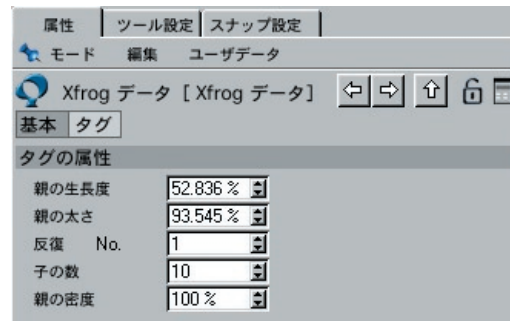 属性 ツール設定 スナップ設定
モード 編集 ユーザデータ
Xfrog データ [ Xfrog データ]
基本 タグ
タグの属性
親の生長度 52.836 %
親の太さ 93.545 %
反復 No. 1
子の数 10
親の密度 100 %